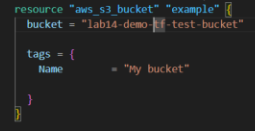 resource "aws_s3_bucket" "example" {
  bucket = "lab14-demo-tf-test-bucket"
  tags = {
    Name        = "My bucket"
  }
}